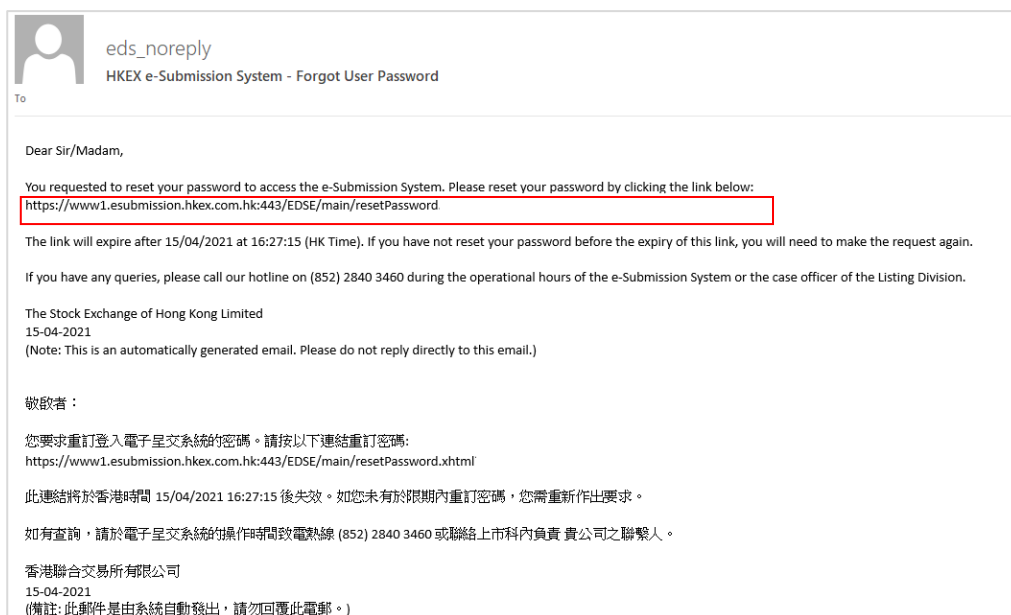 eds_noreply
HKEX e-Submission System - Forgot User Password
To
Dear Sir/Madam,
You requested to reset your password to access the e-Submission System. Please reset your password by clicking the link below:
https://www1.esubmission.hkex.com.hk:443/EDSE/main/resetPassword
The link will expire after 15/04/2021 at 16:27:15 (HK Time). If you have not reset your password before the expiry of this link, you will need to make the request again.
If you have any queries, please call our hotline on (852) 2840 3460 during the operational hours of the e-Submission System or the case officer of the Listing Division.
The Stock Exchange of Hong Kong Limited
15-04-2021
(Note: This is an automatically generated email. Please do not reply directly to this email.)
敬啟者：
您要求重訂登入電子呈交系統的密碼。請按以下連結重訂密碼:
https://www1.esubmission.hkex.com.hk:443/EDSE/main/resetPassword.xhtml
此連結將於香港時間 15/04/2021 16:27:15 後失效。如您未有於限期內重訂密碼，您需重新作出要求。
如有查詢，請於電子呈交系統的操作時間致電熱線 (852) 2840 3460 或聯絡上市科內負責 貴公司之聯繫人。
香港聯合交易所有限公司
15-04-2021
(備註: 此郵件是由系統自動發出，請勿回覆此電郵。)